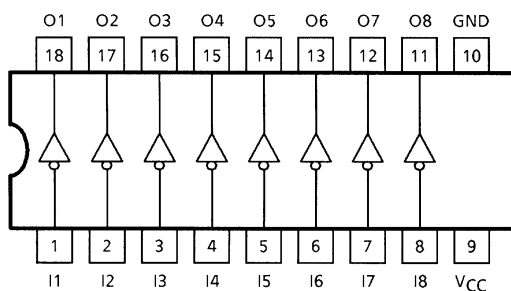 O1 O2 O3 O4 O5 O6 O7 O8 GND
18 17 16 15 14 13 12 11 10
1 2 3 4 5 6 7 8 9
I1 I2 I3 I4 I5 I6 I7 I8 VCC